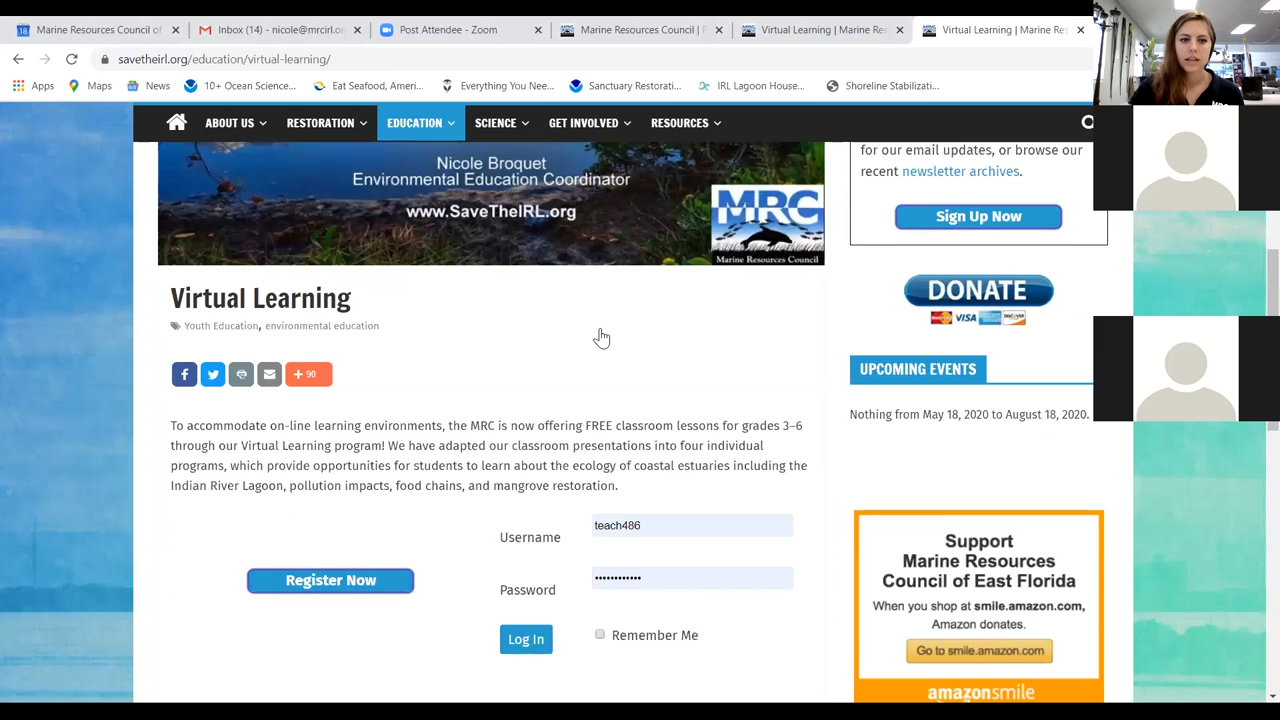 Marine Resources Council of
Inbox (14) - nicole@mrcirl.or
Post Attendee - Zoom
Marine Resources Council | F
Virtual Learning | Marine Res
Virtual Learning | Marine Res
savetheirl.org/education/virtual-learning/
Apps
Maps
News
10+ Ocean Science...
Eat Seafood, Ameri...
Everything You Nee...
Sanctuary Restorati...
IRL Lagoon House...
Shoreline Stabilizati...
ABOUT US
RESTORATION
EDUCATION
SCIENCE
GET INVOLVED
RESOURCES
Nicole Broquet
Environmental Education Coordinator
www.SaveTheIRL.org
MRC
Marine Resources Council
for our email updates, or browse our
recent newsletter archives.
Sign Up Now
DONATE
VISA
Virtual Learning
Youth Education, environmental education
+ 90
UPCOMING EVENTS
Nothing from May 18, 2020 to August 18, 2020.
To accommodate on-line learning environments, the MRC is now offering FREE classroom lessons for grades 3–6
through our Virtual Learning program! We have adapted our classroom presentations into four individual
programs, which provide opportunities for students to learn about the ecology of coastal estuaries including the
Indian River Lagoon, pollution impacts, food chains, and mangrove restoration.
Register Now
Username
teach486
Password
••••••••••••
Log In
Remember Me
Support
Marine Resources
Council of East Florida
When you shop at smile.amazon.com,
Amazon donates.
Go to smile.amazon.com
amazonsmile